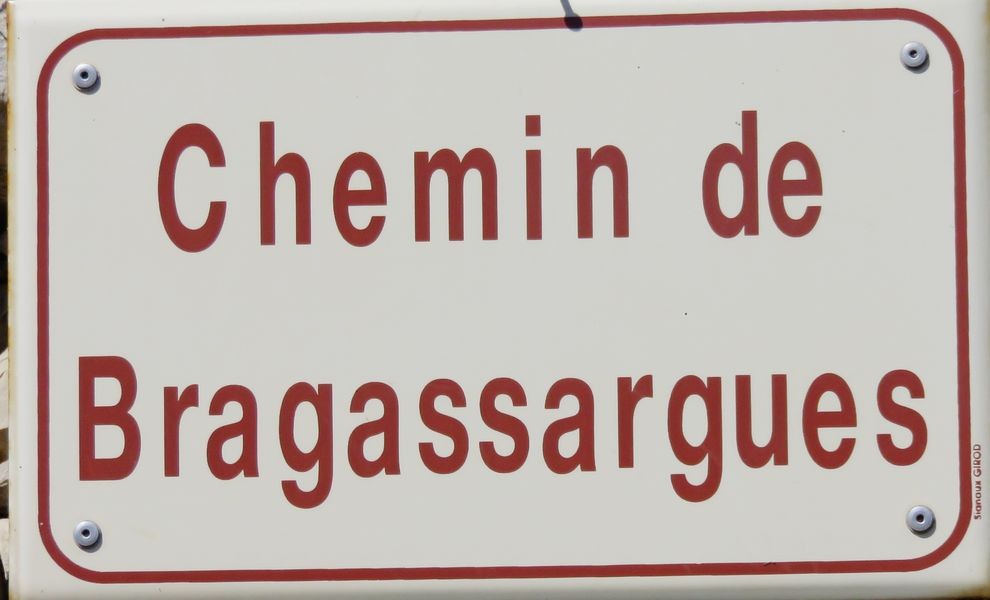 Chemin de
Bragassargues
Signaux GIROD